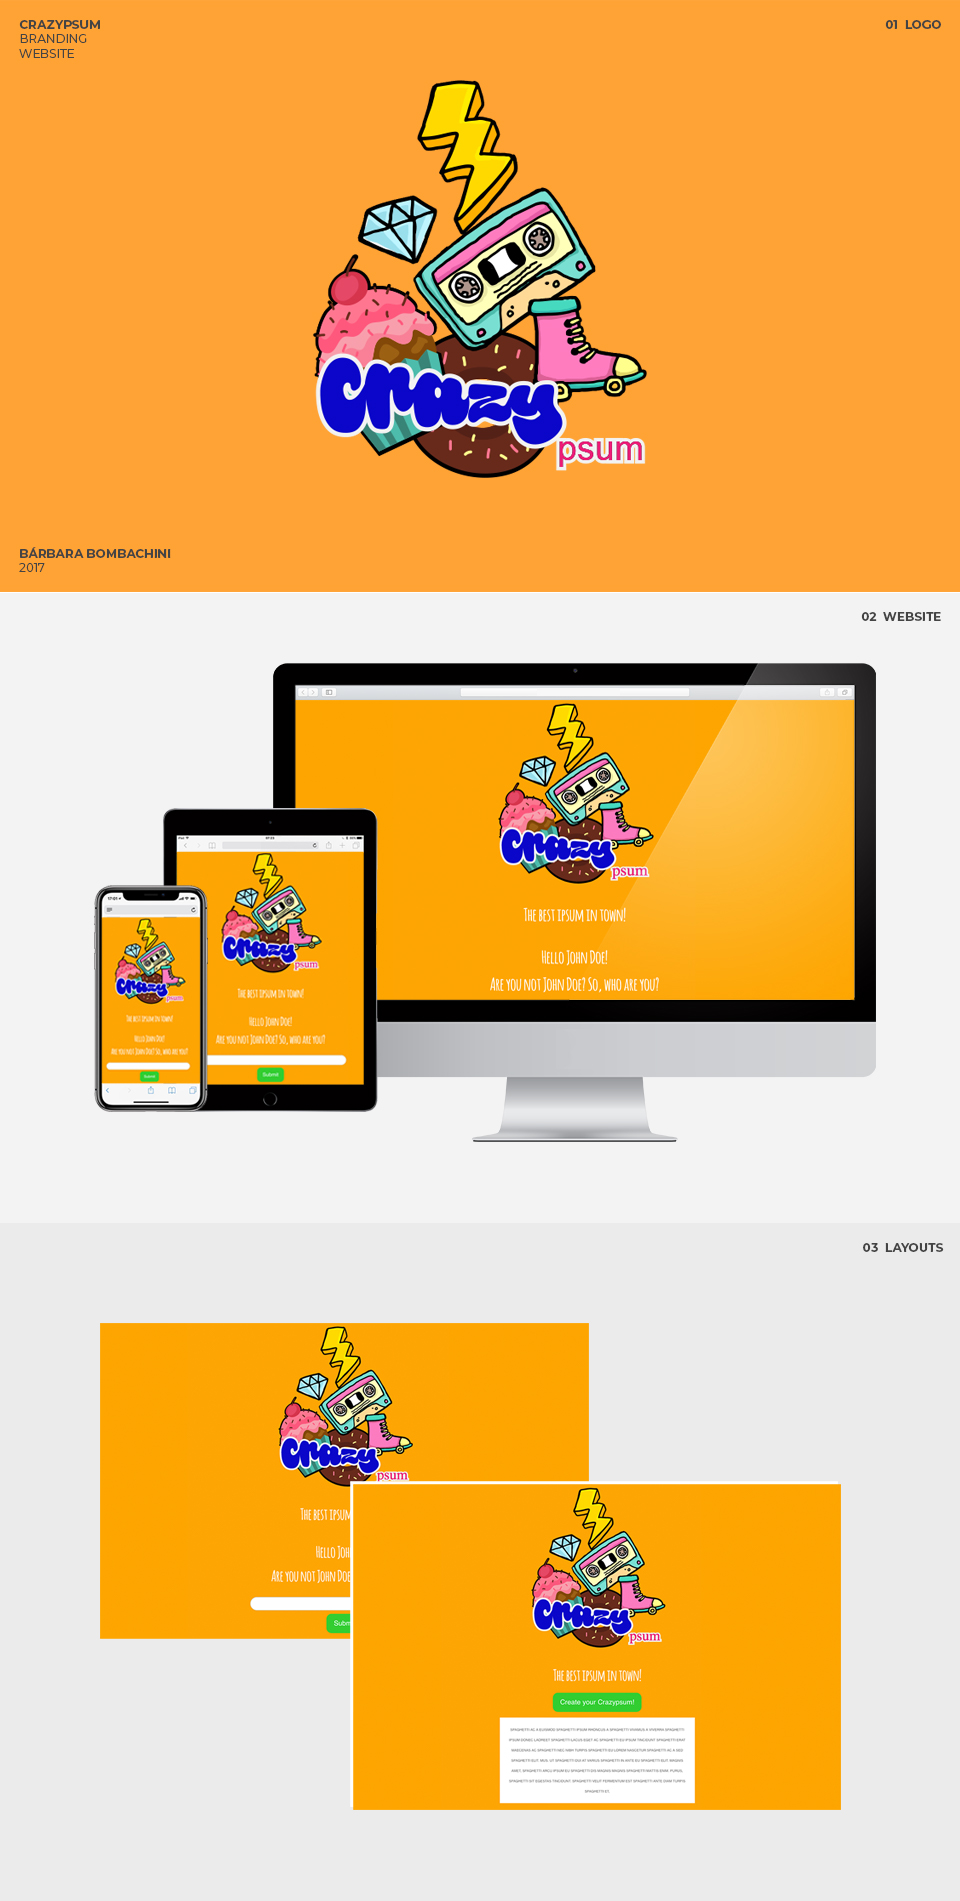 CRAZYPSUM
BRANDING
WEBSITE
01 LOGO
Crazy
psum
BÁRBARA BOMBACHINI
2017
02 WEBSITE
Crazy
psum
The best ipsum in town!
Hello John Doe!
Are you not John Doe? So, who are you?
Crazy
psum
The best ipsum in town!
Hello John Doe!
Are you not John Doe? So, who are you?
Submit
Crazy
psum
The best ipsum in town!
Hello John Doe!
Are you not John Doe? So, who are you?
Submit
03 LAYOUTS
Crazy
psum
The best ipsum
Hello Joh
Are you not John Doe
Subm
Crazy
psum
The best ipsum in town!
Create your Crazypsum!